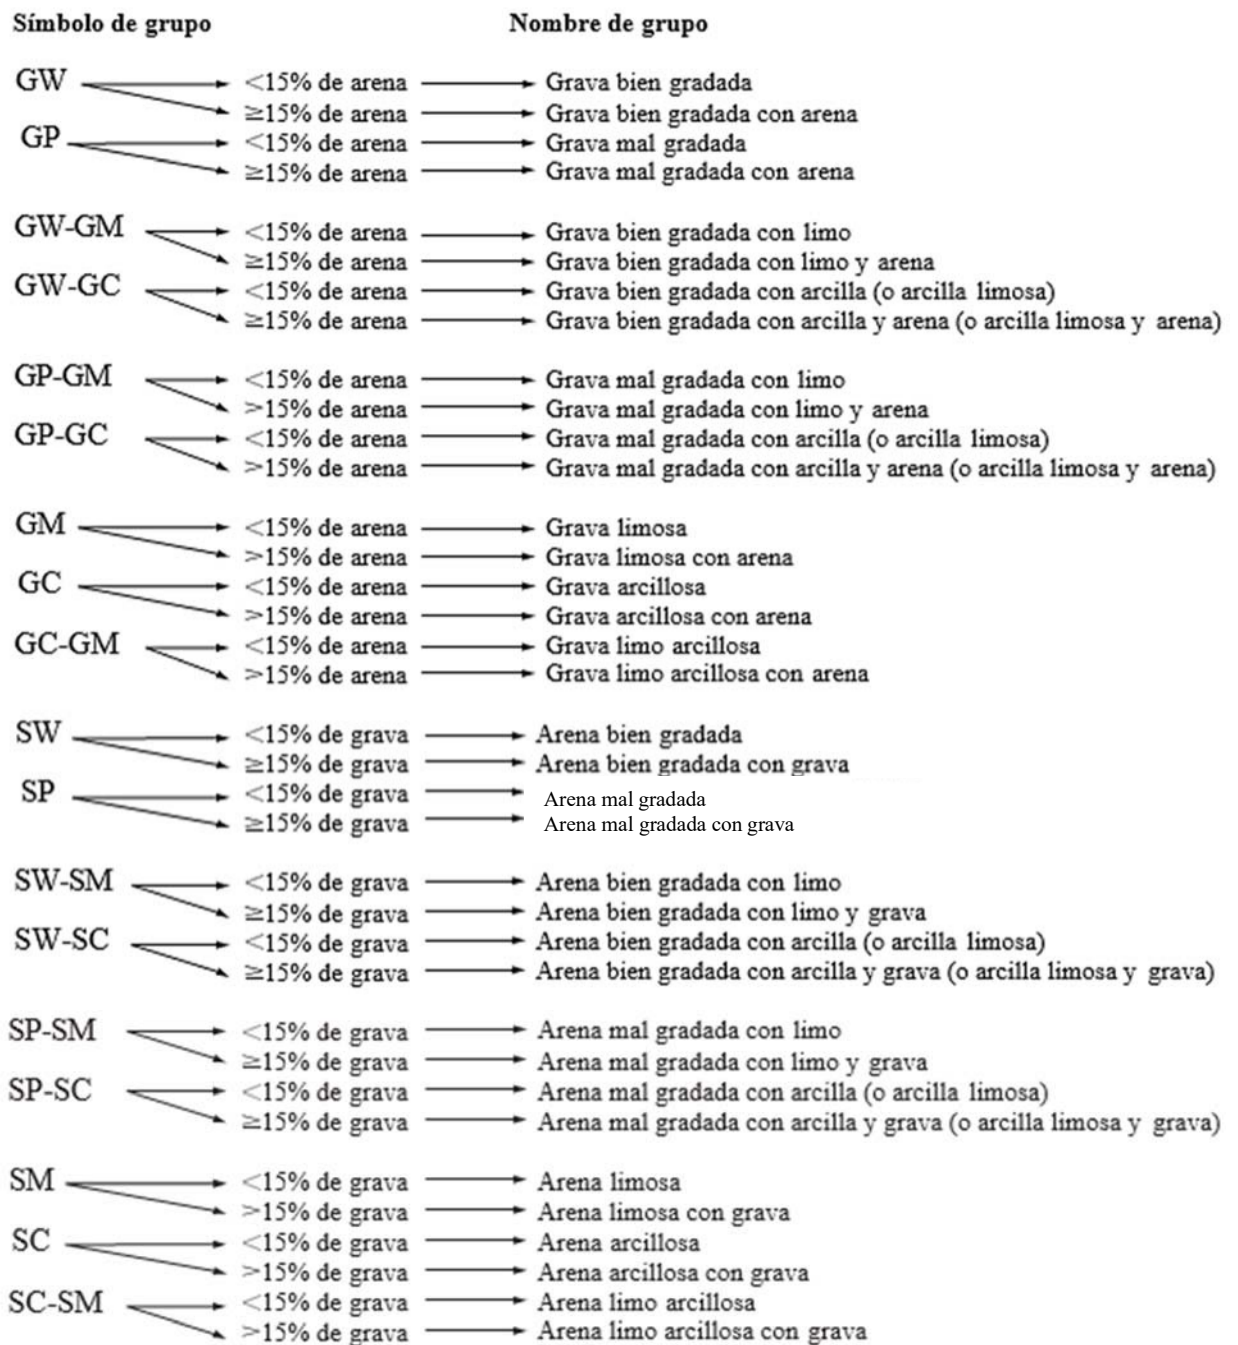 Símbolo de grupo Nombre de grupo
GW <15% de arena Grava bien gradada
≥15% de arena Grava bien gradada con arena
GP <15% de arena Grava mal gradada
≥15% de arena Grava mal gradada con arena
GW-GM <15% de arena Grava bien gradada con limo
≥15% de arena Grava bien gradada con limo y arena
GW-GC <15% de arena Grava bien gradada con arcilla (o arcilla limosa)
≥15% de arena Grava bien gradada con arcilla y arena (o arcilla limosa y arena)
GP-GM <15% de arena Grava mal gradada con limo
>15% de arena Grava mal gradada con limo y arena
GP-GC <15% de arena Grava mal gradada con arcilla (o arcilla limosa)
>15% de arena Grava mal gradada con arcilla y arena (o arcilla limosa y arena)
GM <15% de arena Grava limosa
>15% de arena Grava limosa con arena
GC <15% de arena Grava arcillosa
>15% de arena Grava arcillosa con arena
GC-GM <15% de arena Grava limo arcillosa
>15% de arena Grava limo arcillosa con arena
SW <15% de grava Arena bien gradada
≥15% de grava Arena bien gradada con grava
SP <15% de grava Arena mal gradada
≥15% de grava Arena mal gradada con grava
SW-SM <15% de grava Arena bien gradada con limo
≥15% de grava Arena bien gradada con limo y grava
SW-SC <15% de grava Arena bien gradada con arcilla (o arcilla limosa)
≥15% de grava Arena bien gradada con arcilla y grava (o arcilla limosa y grava)
SP-SM <15% de grava Arena mal gradada con limo
≥15% de grava Arena mal gradada con limo y grava
SP-SC <15% de grava Arena mal gradada con arcilla (o arcilla limosa)
≥15% de grava Arena mal gradada con arcilla y grava (o arcilla limosa y grava)
SM <15% de grava Arena limosa
>15% de grava Arena limosa con grava
SC <15% de grava Arena arcillosa
>15% de grava Arena arcillosa con grava
SC-SM <15% de grava Arena limo arcillosa
>15% de grava Arena limo arcillosa con grava